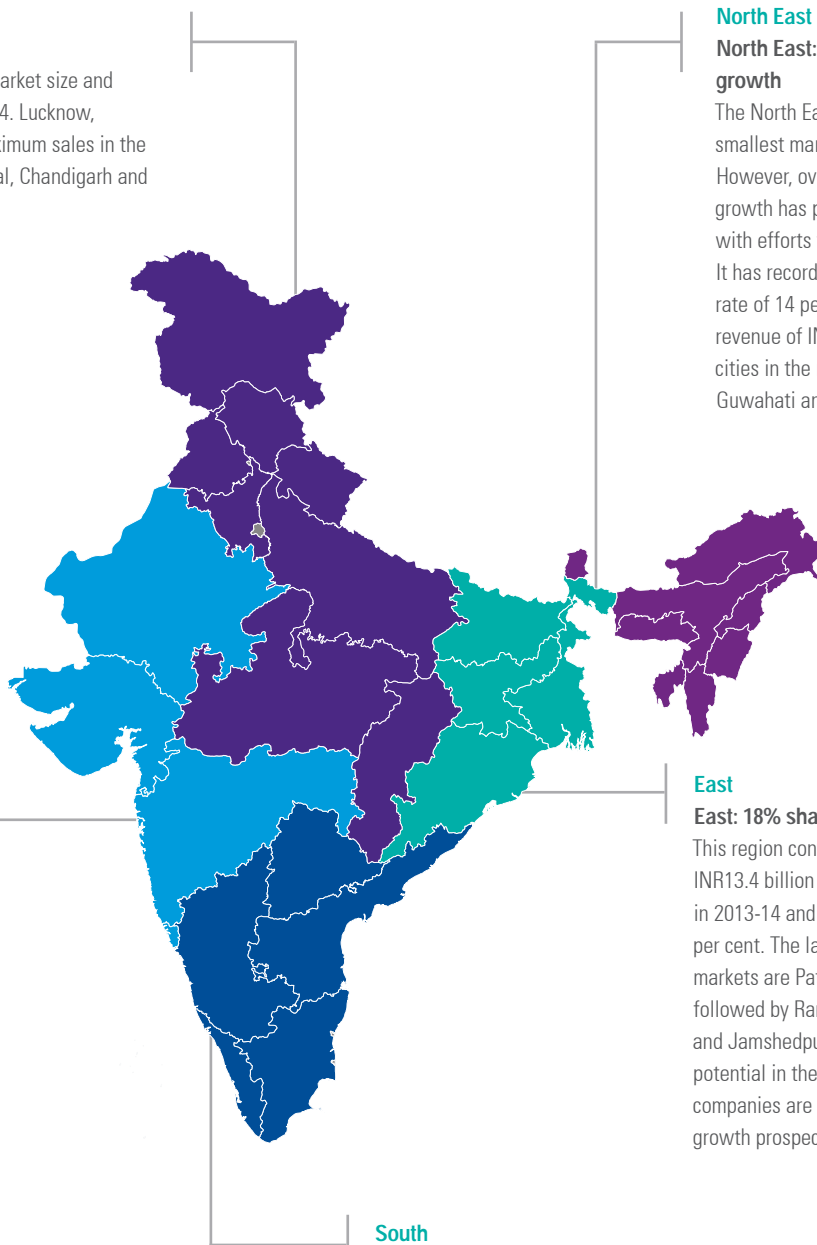 arket size and
4. Lucknow,
ximum sales in the
al, Chandigarh and
North East
North East:
growth
The North Ea
smallest mar
However, ov
growth has p
with efforts
It has record
rate of 14 pe
revenue of IN
cities in the
Guwahati an
East
East: 18% sha
This region con
INR13.4 billion
in 2013-14 and
per cent. The la
markets are Pat
followed by Ran
and Jamshedpu
potential in the
companies are
growth prospec
South